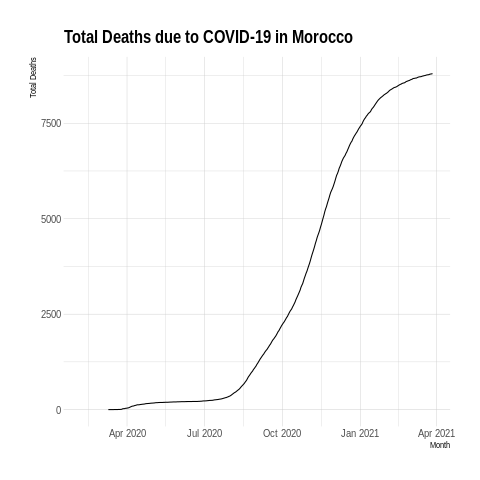 Total Deaths due to COVID-19 in Morocco
Total Deaths
7500
5000
2500
0
Apr 2020 Jul 2020 Oct 2020 Jan 2021 Apr 2021
Month